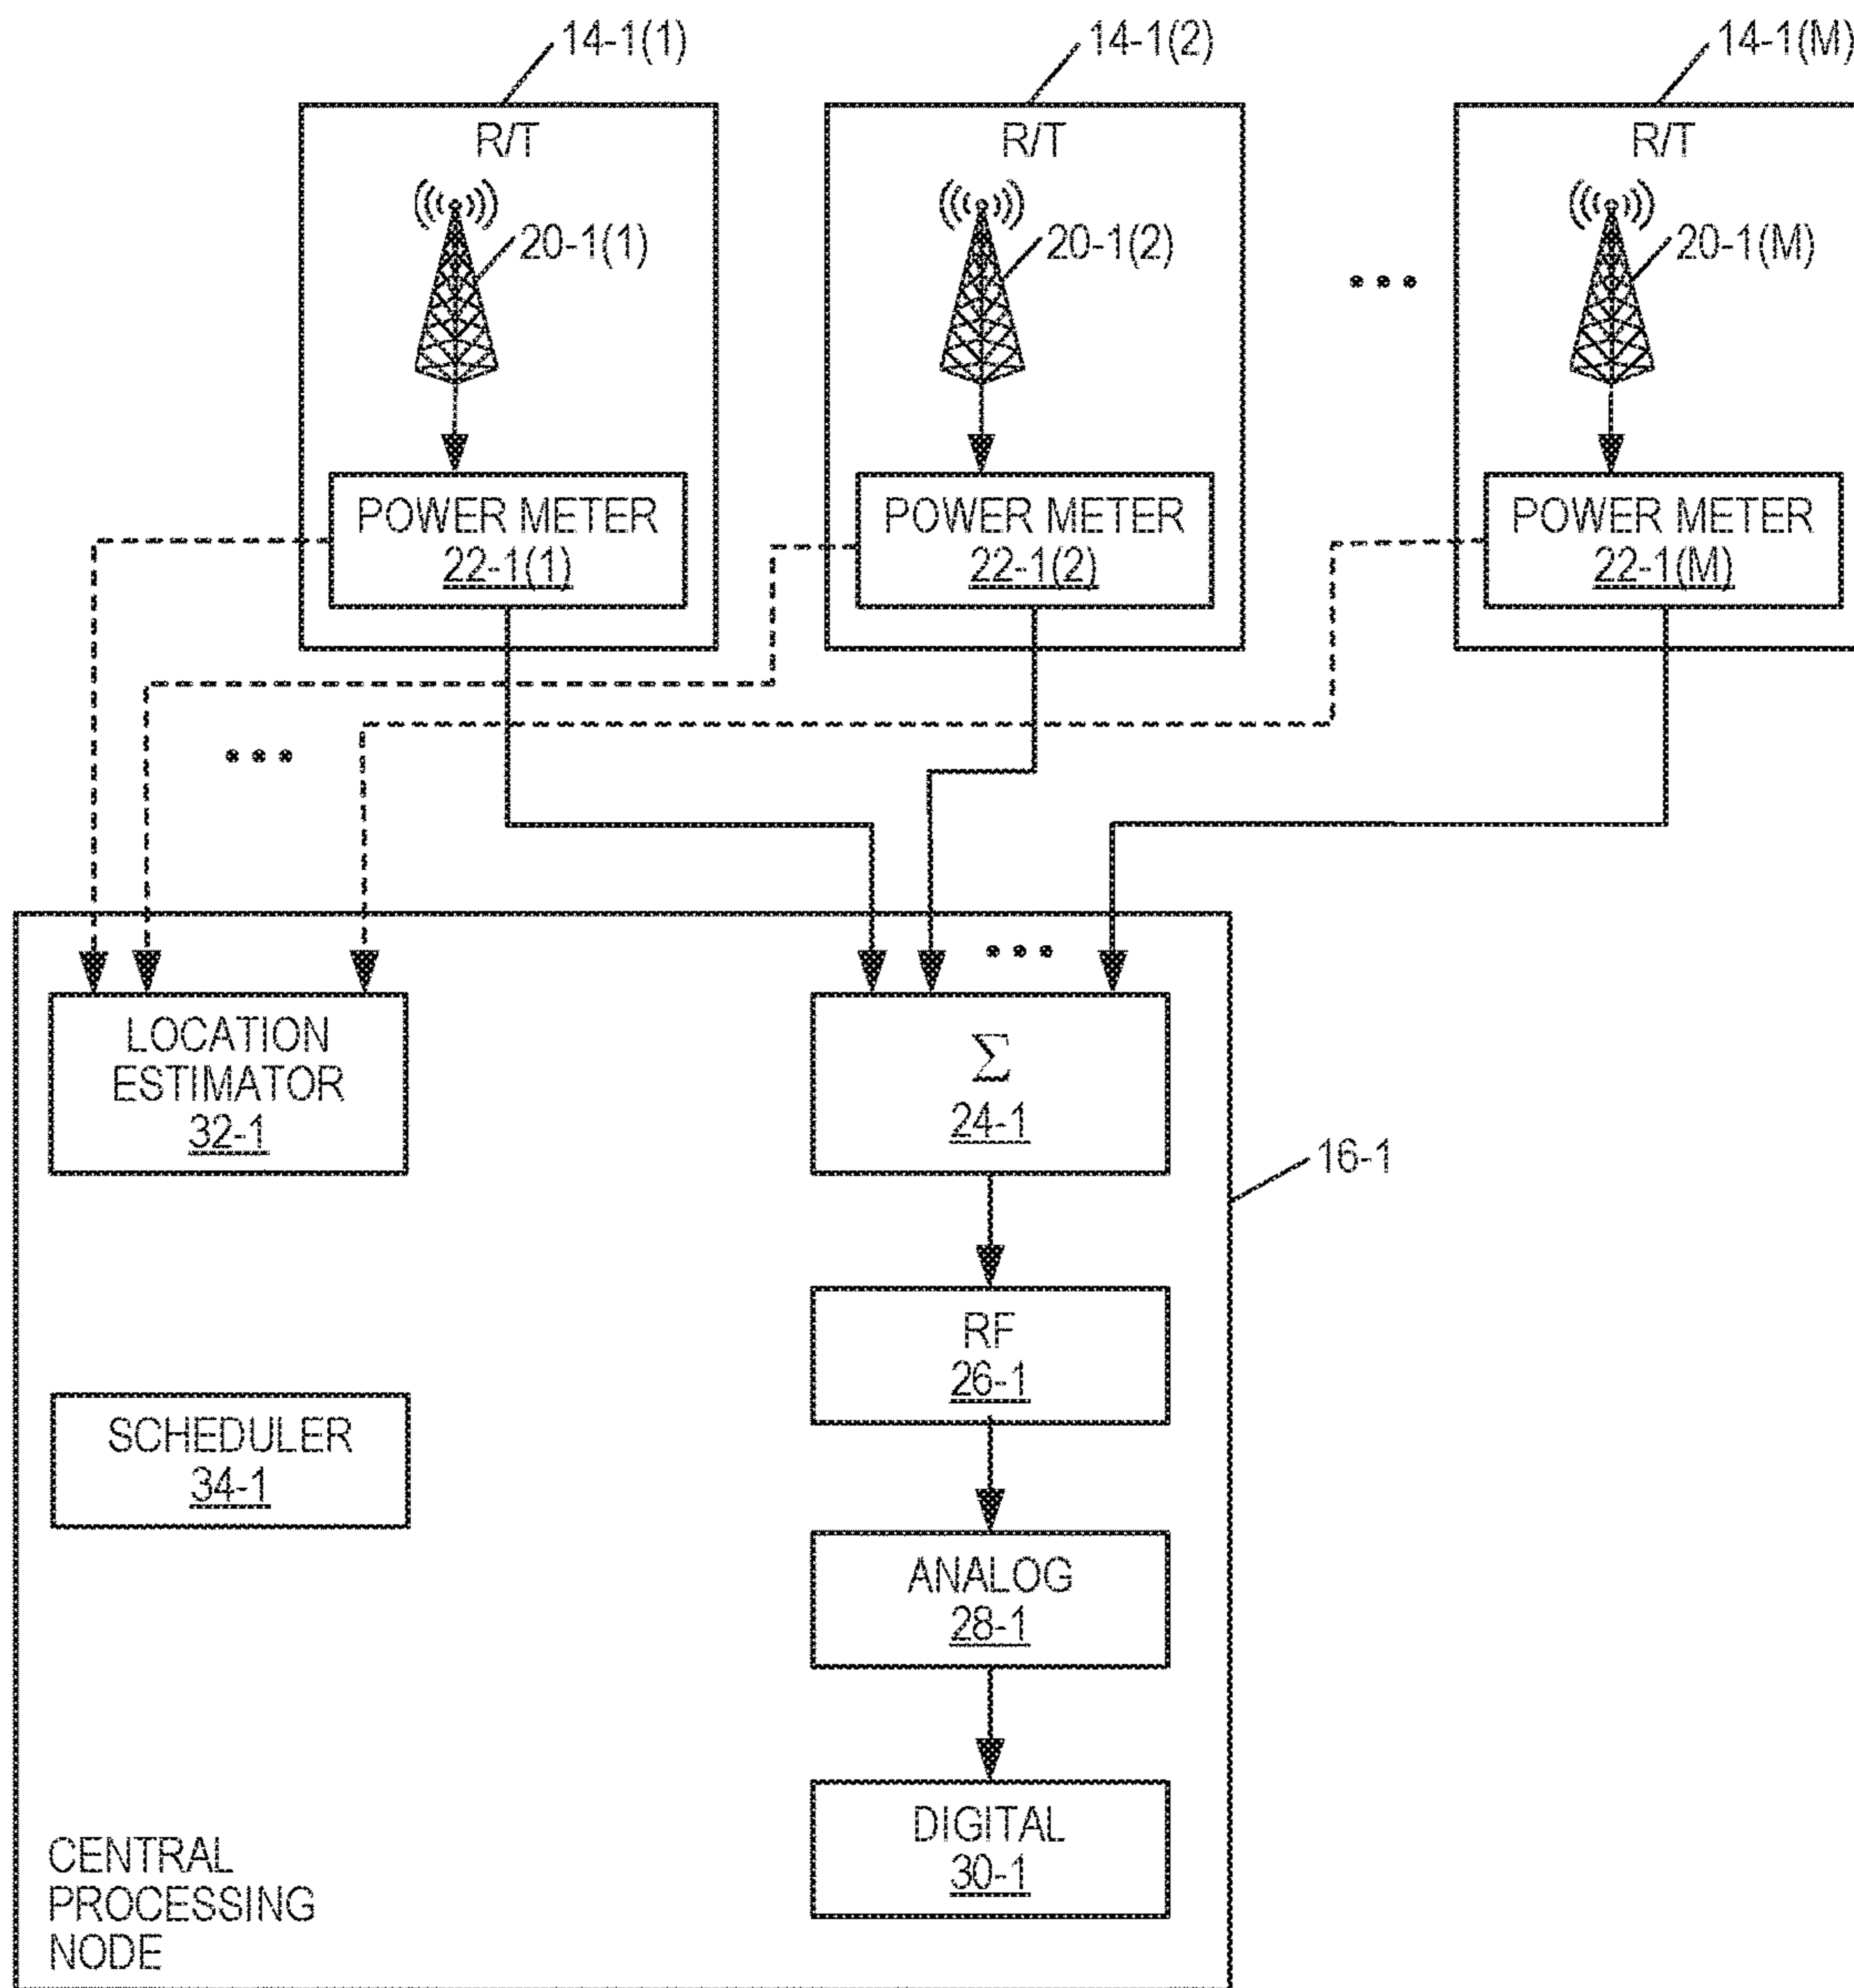 14-1(1)
14-1(2)
14-1(M)
R/T
R/T
R/T
20-1(1)
20-1(2)
20-1(M)
• • •
POWER METER
22-1(1)
POWER METER
22-1(2)
POWER METER
22-1(M)
• • •
• • •
LOCATION
ESTIMATOR
32-1
Σ
24-1
16-1
RF
26-1
SCHEDULER
34-1
ANALOG
28-1
DIGITAL
30-1
CENTRAL
PROCESSING
NODE